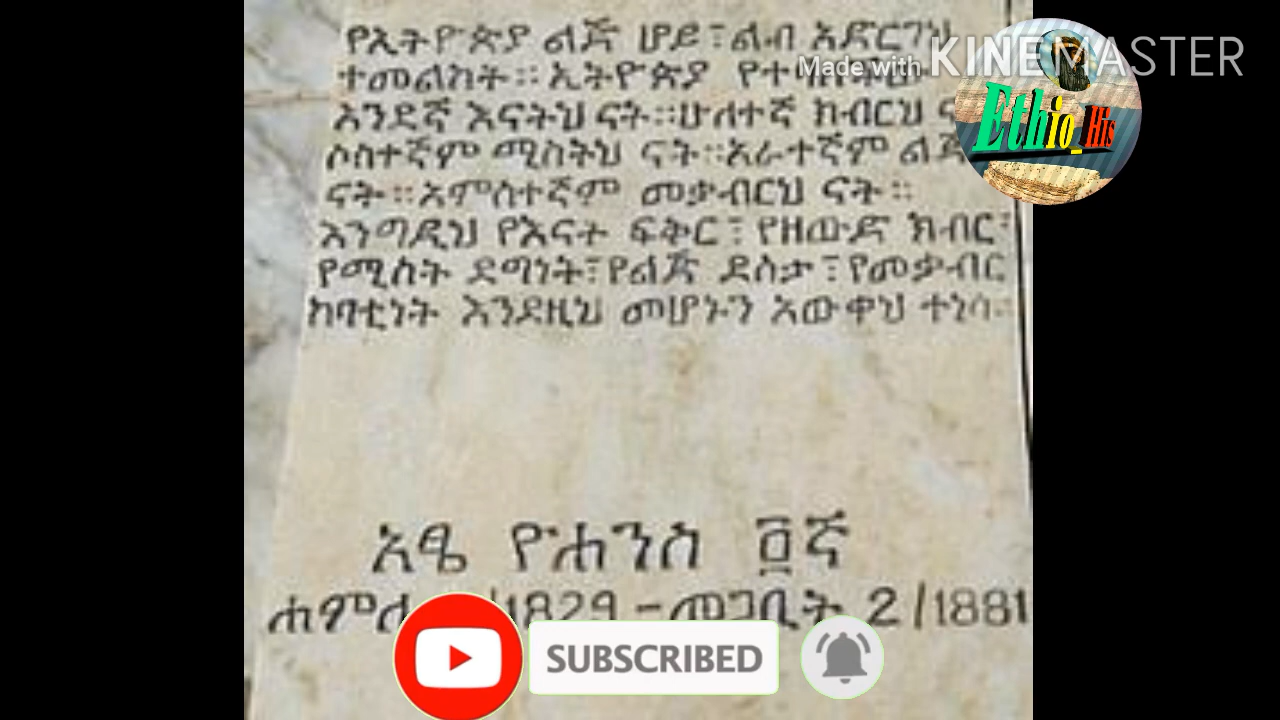 የኢትዮጵያ ልጅ ሆይ፣ልብ አድርገህ
Made with KINEMASTER
ተመልከት።ኢትዮጵያ
Ethio_His
አንደኛ እናትህ ናት።ሁለተኛ ክብርህ
ሶስተኛም ሚስትህ ናት።አራተኛም ልጅ
ናት።አምስተኛም መቃብርህ ናት።
እንግዲህ የእናት ፍቅር፣የዘውድ ክብር፣
የሚስት ደግነት፣የልጅ ደስታ፣የመቃብር
ከባቲነት እንደዚህ መሆኑን አውቀህ ተነሳ።
አፄ ዮሐንስ ፬ኛ
ሐምሌ /1829 - መጋቢት 2/1881
SUBSCRIBED